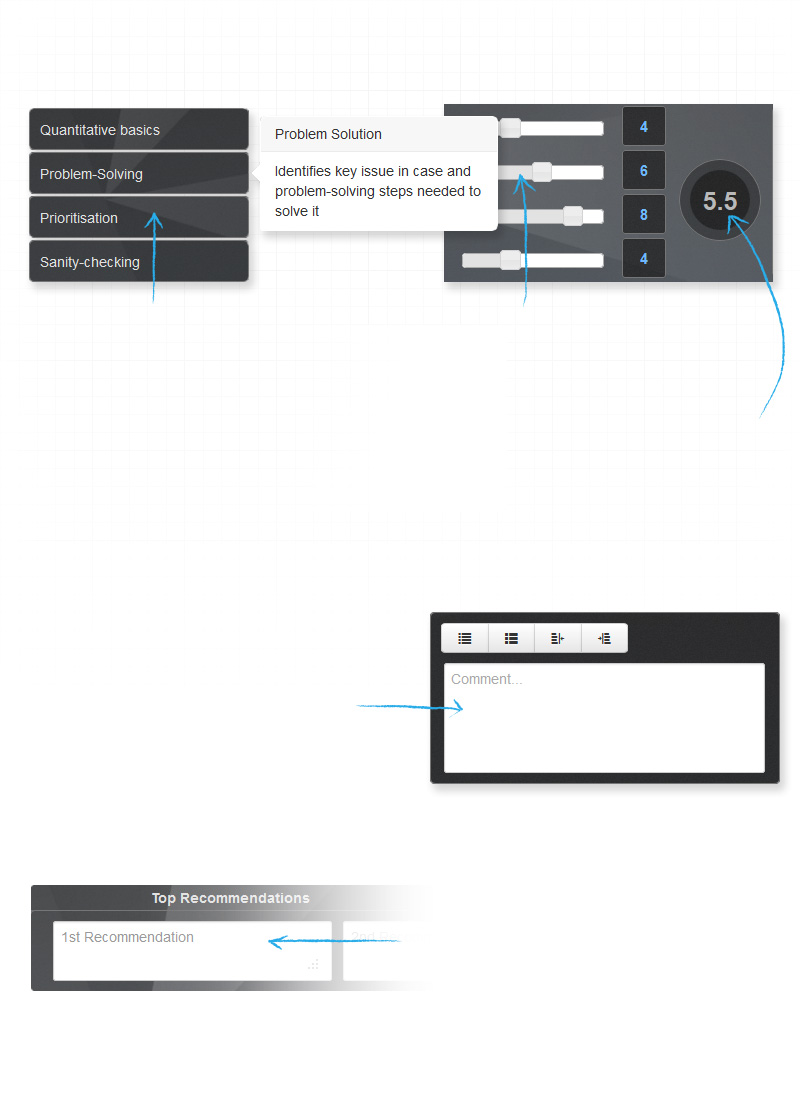 Quantitative basics
Problem-Solving
Prioritisation
Sanity-checking
Problem Solution
Identifies key issue in case and
problem-solving steps needed to
solve it
4
6
8
4
5.5
Comment...
Top Recommendations
1st Recommendation
2nd